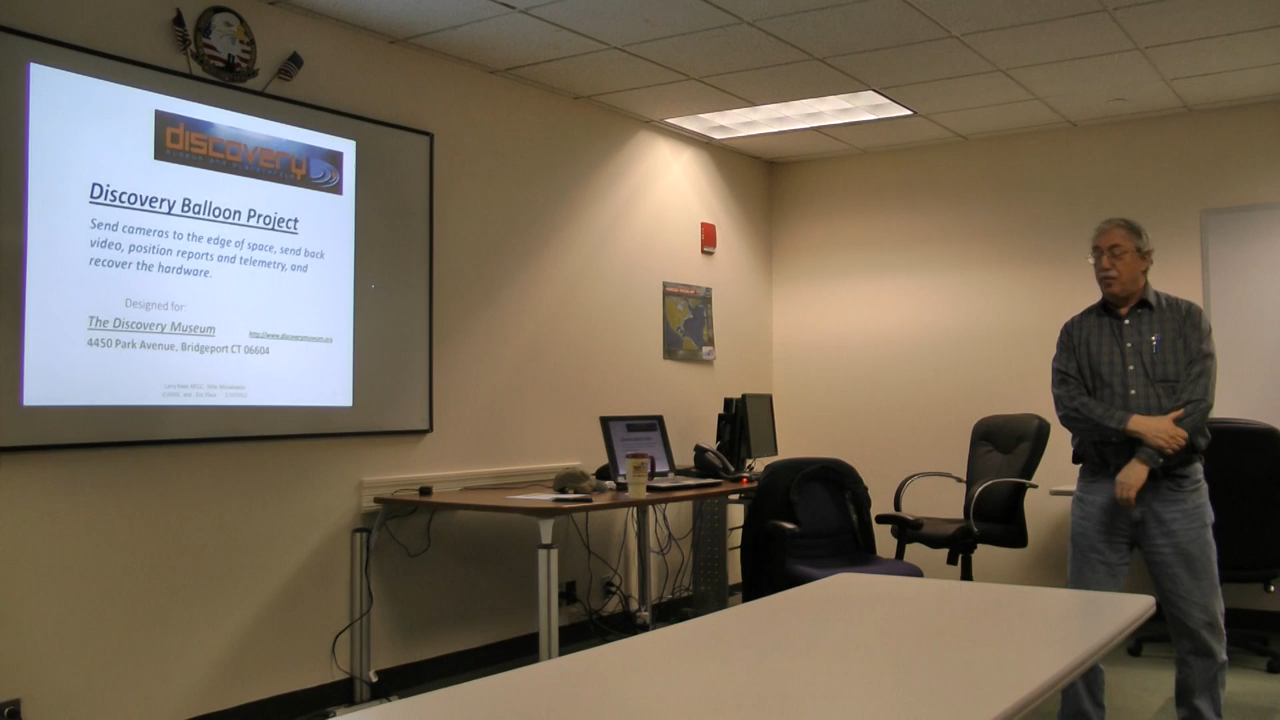 discovery
Discovery Balloon Project
Send cameras to the edge of space, send back
video, position reports and telemetry, and
recover the hardware.
Designed for:
The Discovery Museum
http://www.discoverymuseum.org
4450 Park Avenue, Bridgeport CT 06604